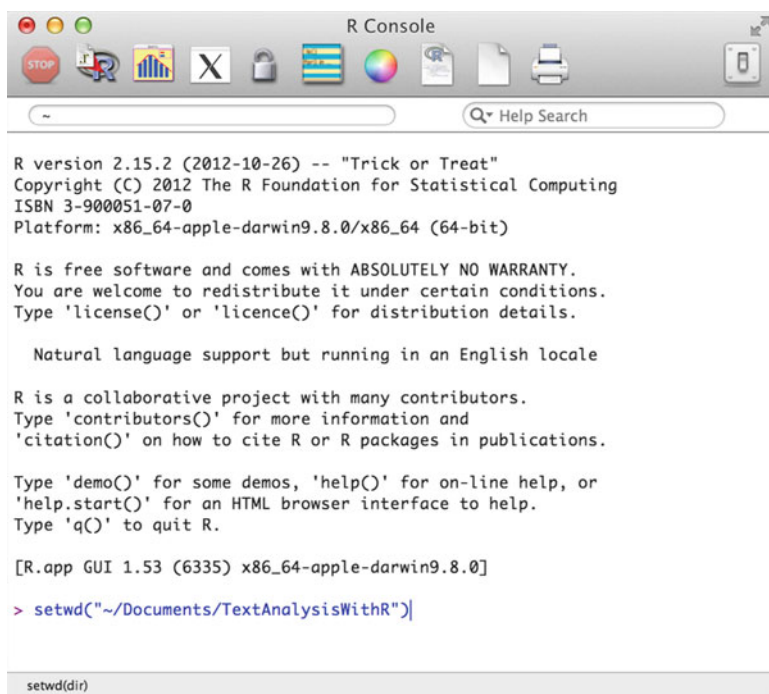 R Console
STOP
R
X
R
~
Help Search
R version 2.15.2 (2012-10-26) -- "Trick or Treat"
Copyright (C) 2012 The R Foundation for Statistical Computing
ISBN 3-900051-07-0
Platform: x86_64-apple-darwin9.8.0/x86_64 (64-bit)
R is free software and comes with ABSOLUTELY NO WARRANTY.
You are welcome to redistribute it under certain conditions.
Type 'license()' or 'licence()' for distribution details.
Natural language support but running in an English locale
R is a collaborative project with many contributors.
Type 'contributors()' for more information and
'citation()' on how to cite R or R packages in publications.
Type 'demo()' for some demos, 'help()' for on-line help, or
'help.start()' for an HTML browser interface to help.
Type 'q()' to quit R.
[R.app GUI 1.53 (6335) x86_64-apple-darwin9.8.0]
> setwd("~/Documents/TextAnalysisWithR")
setwd(dir)